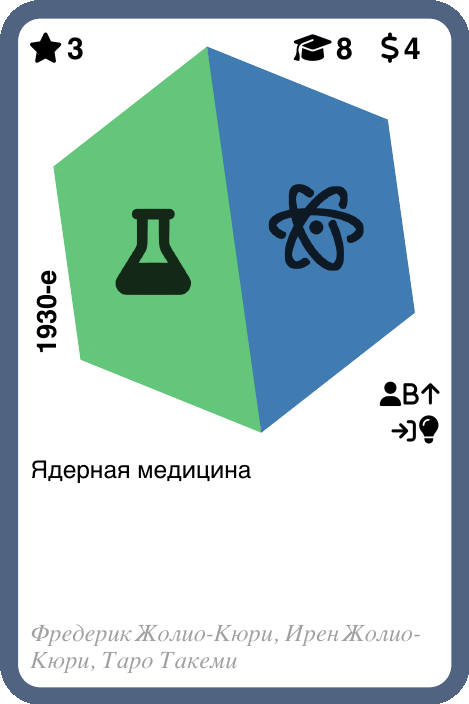 3
8 $4
1930-е
B
Ядерная медицина
Фредерик Жолио-Кюри, Ирен Жолио-
Кюри, Таро Такеми